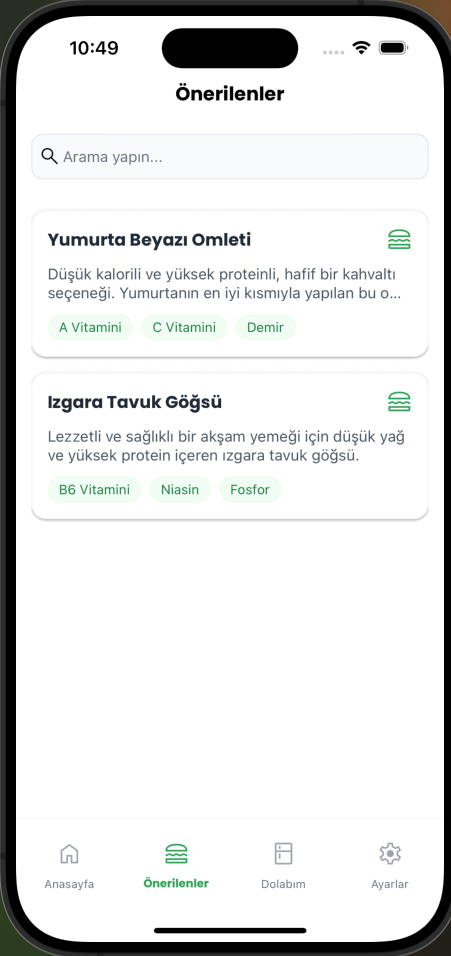 10:49
Önerilenler
Arama yapın...
Yumurta Beyazı Omleti
Düşük kalorili ve yüksek proteinli, hafif bir kahvaltı
seçeneği. Yumurtanın en iyi kısmıyla yapılan bu o...
A Vitamini C Vitamini Demir
Izgara Tavuk Göğsü
Lezzetli ve sağlıklı bir akşam yemeği için düşük yağ
ve yüksek protein içeren ızgara tavuk göğsü.
B6 Vitamini Niasin Fosfor
Anasayfa Önerilenler Dolabım Ayarlar